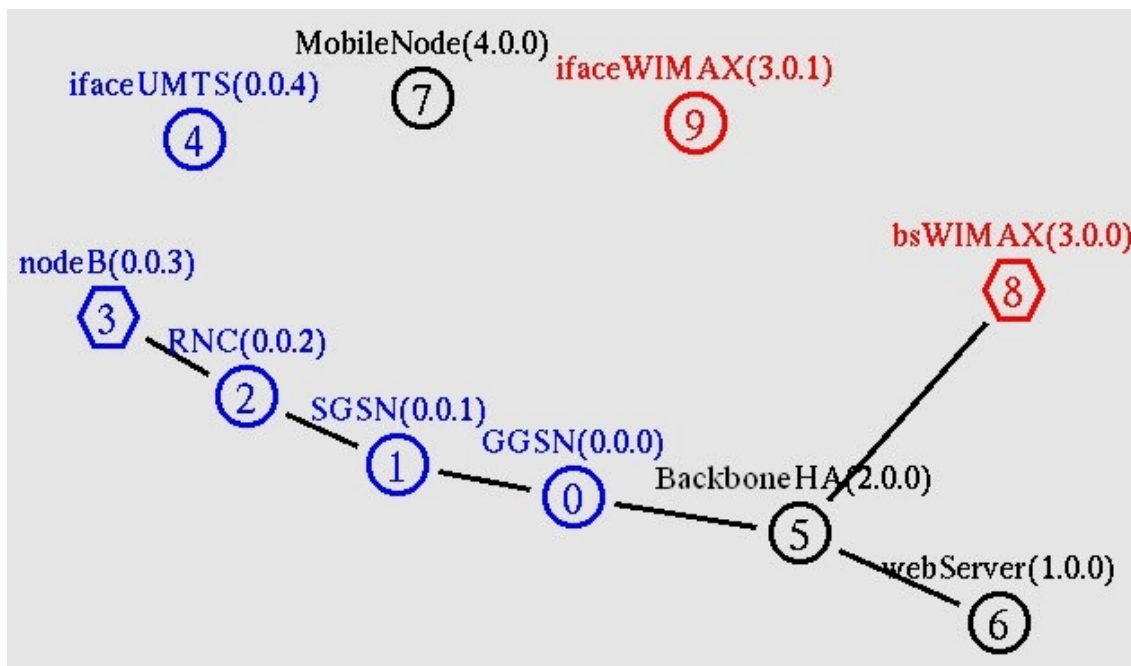 MobileNode(4.0.0)
7
ifaceUMTS(0.0.4)
4
ifaceWIMAX(3.0.1)
9
bsWIMAX(3.0.0)
8
nodeB(0.0.3)
3
RNC(0.0.2)
2
SGSN(0.0.1)
1
GGSN(0.0.0)
0
BackboneHA(2.0.0)
5
webServer(1.0.0)
6